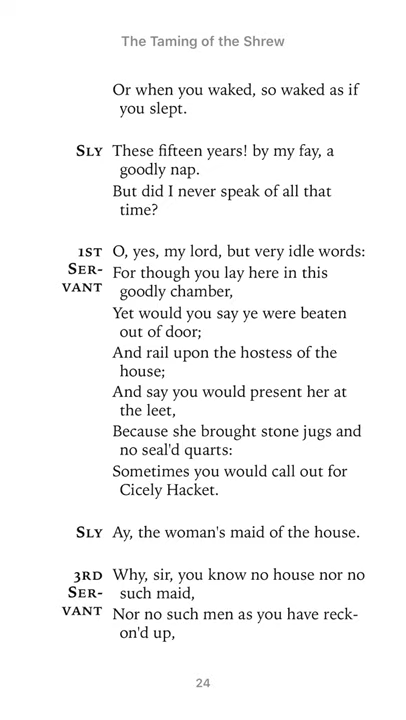 The Taming of the Shrew
Or when you waked, so waked as if
you slept.
SLY These fifteen years! by my fay, a
goodly nap.
But did I never speak of all that
time?
1ST O, yes, my lord, but very idle words:
SER- For though you lay here in this
VANT goodly chamber,
Yet would you say ye were beaten
out of door;
And rail upon the hostess of the
house;
And say you would present her at
the leet,
Because she brought stone jugs and
no seal'd quarts:
Sometimes you would call out for
Cicely Hacket.
SLY Ay, the woman's maid of the house.
3RD Why, sir, you know no house nor no
SER- such maid,
VANT Nor no such men as you have reck-
on'd up,
24